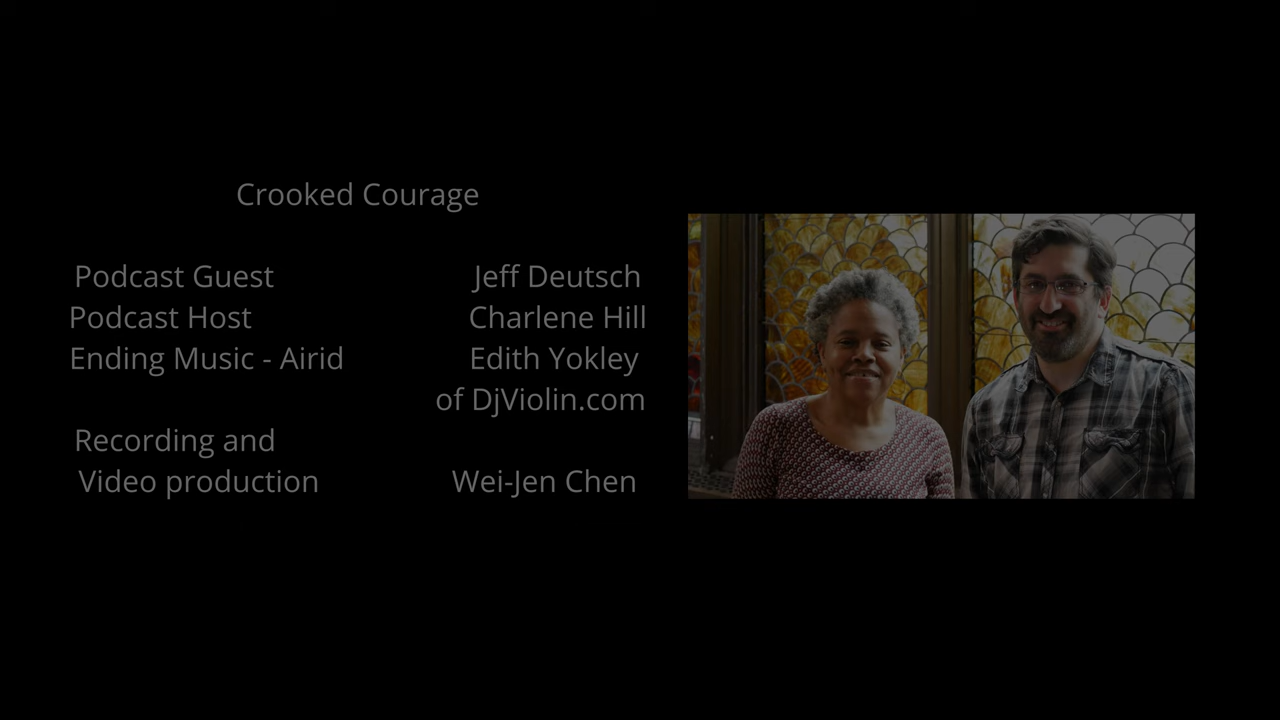 Crooked Courage
Podcast Guest Jeff Deutsch
Podcast Host Charlene Hill
Ending Music - Airid Edith Yokley
of DjViolin.com
Recording and
Video production Wei-Jen Chen